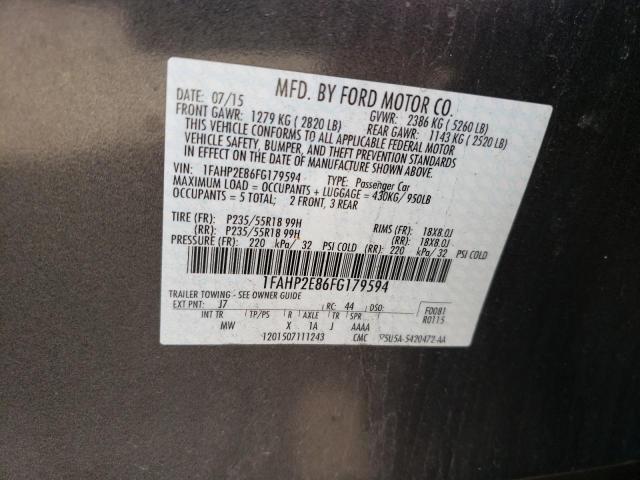 MFD. BY FORD MOTOR CO.
DATE: 07/15 GVWR: 2386 KG (5260 LB)
FRONT GAWR: 1279 KG (2820 LB) REAR GAWR: 1143 KG (2520 LB)
THIS VEHICLE CONFORMS TO ALL APPLICABLE FEDERAL MOTOR
VEHICLE SAFETY, BUMPER, AND THEFT PREVENTION STANDARDS
IN EFFECT ON THE DATE OF MANUFACTURE SHOWN ABOVE.
VIN: 1FAHP2E86FG179594 TYPE: Passenger Car
MAXIMUM LOAD = OCCUPANTS + LUGGAGE = 430KG/ 950LB
OCCUPANTS = 5 TOTAL; 2 FRONT, 3 REAR
TIRE (FR): P235/55R18 99H RIMS (FR): 18X8.0J
(RR): P235/55R18 99H (RR): 18X8.0J
PRESSURE (FR): 220 kPa/ 32 PSI COLD (RR): 220 kPa/ 32 PSI COLD
1FAHP2E86FG179594
TRAILER TOWING - SEE OWNER GUIDE
EXT PNT: J7 RC: 44 DSO: F0081
INT TR TP/PS R AXLE TR SPR R0115
MW X 1A J AAAA
1201507111243 CMC 5U5A-5420472-AA